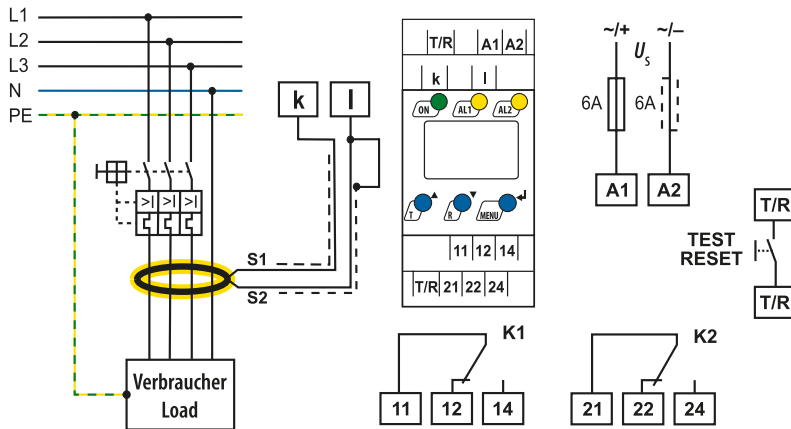 L1
L2
L3
N
PE
>I >I >I
S1
S2
Verbraucher
Load
k l
T/R A1 A2
k l
ON AL1 AL2
T R MENU
11 12 14
T/R 21 22 24
~/+ ~/–
Us
6A 6A
A1 A2
T/R
TEST
RESET
T/R
K1
11 12 14
K2
21 22 24